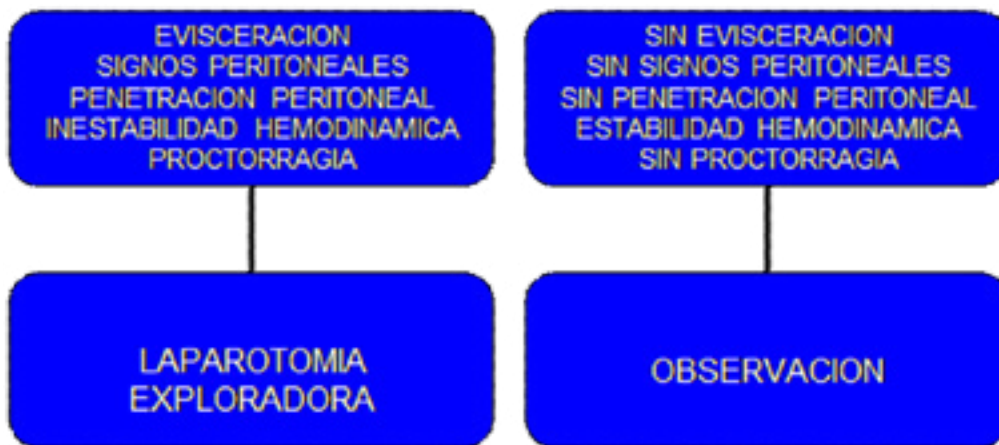 EVISCERACION
SIGNOS PERITONEALES
PENETRACION PERITONEAL
INESTABILIDAD HEMODINAMICA
PROCTORRAGIA
SIN EVISCERACION
SIN SIGNOS PERITONEALES
SIN PENETRACION PERITONEAL
ESTABILIDAD HEMODINAMICA
SIN PROCTORRAGIA
LAPAROTOMIA
EXPLORADORA
OBSERVACION